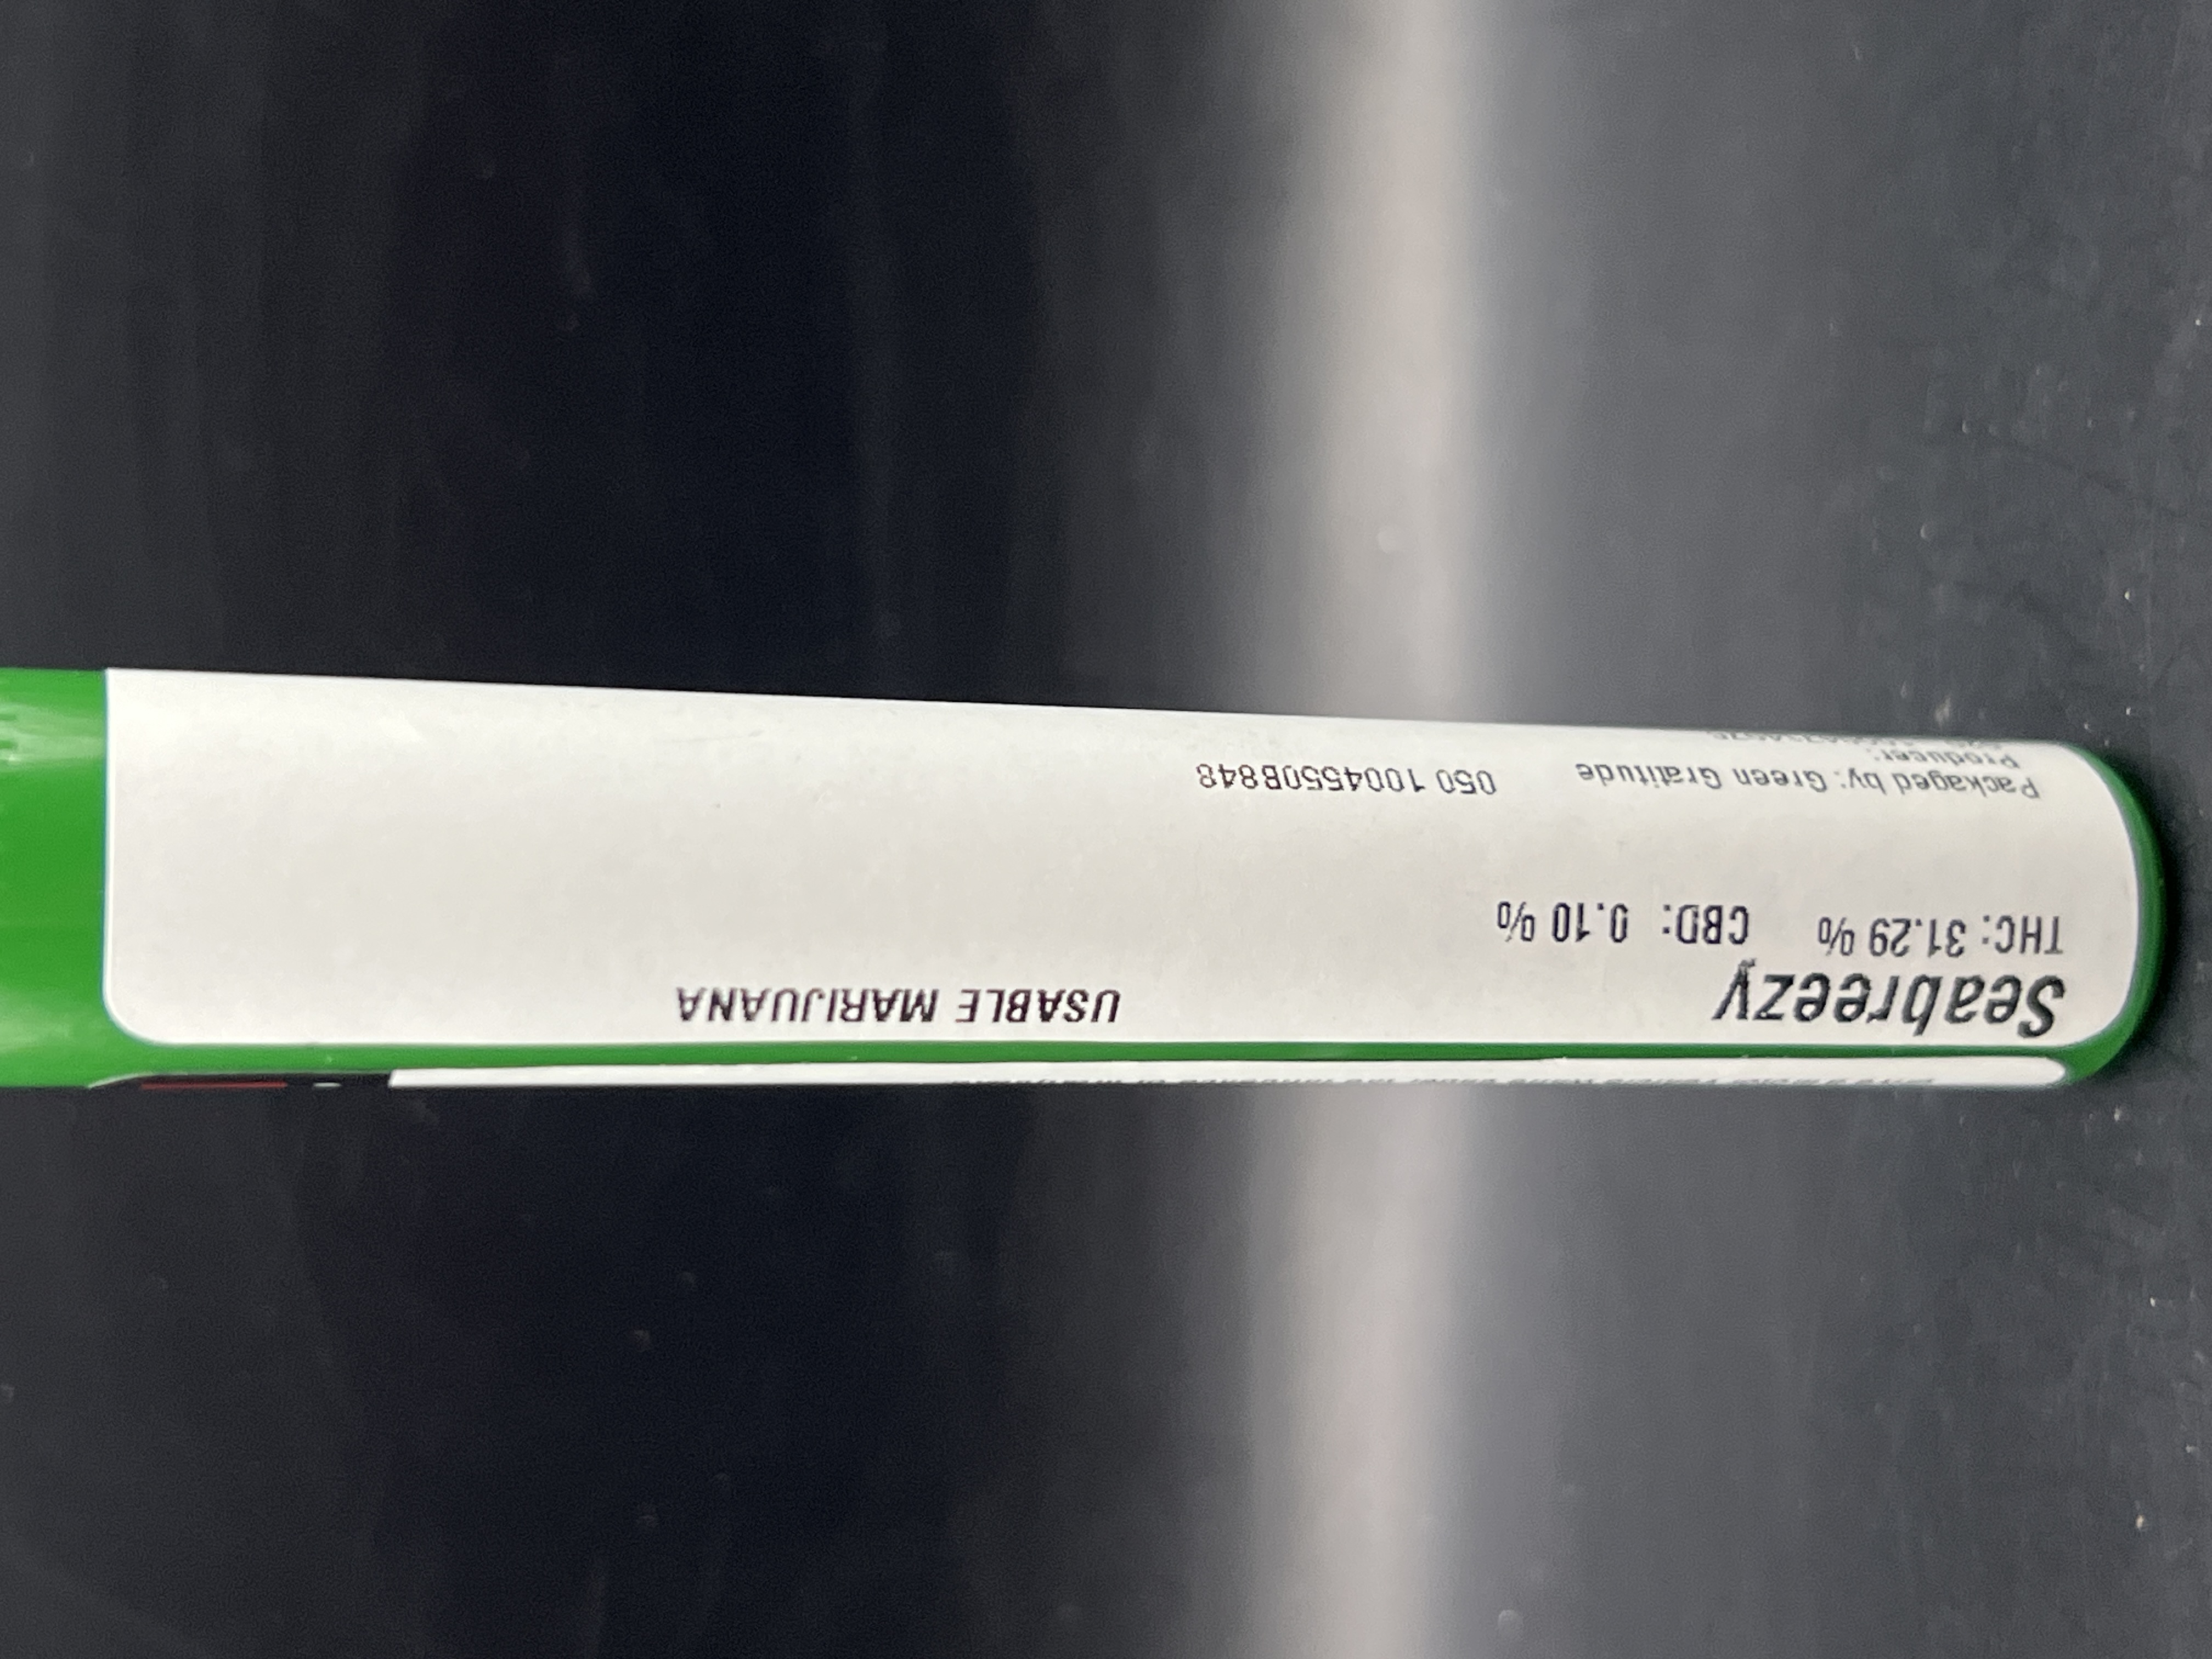 Seabreezy USABLE MARIJUANA
THC: 31.29 % CBD: 0.10 %
Packaged by: Green Gratitude 050 1004550B848
Producer: